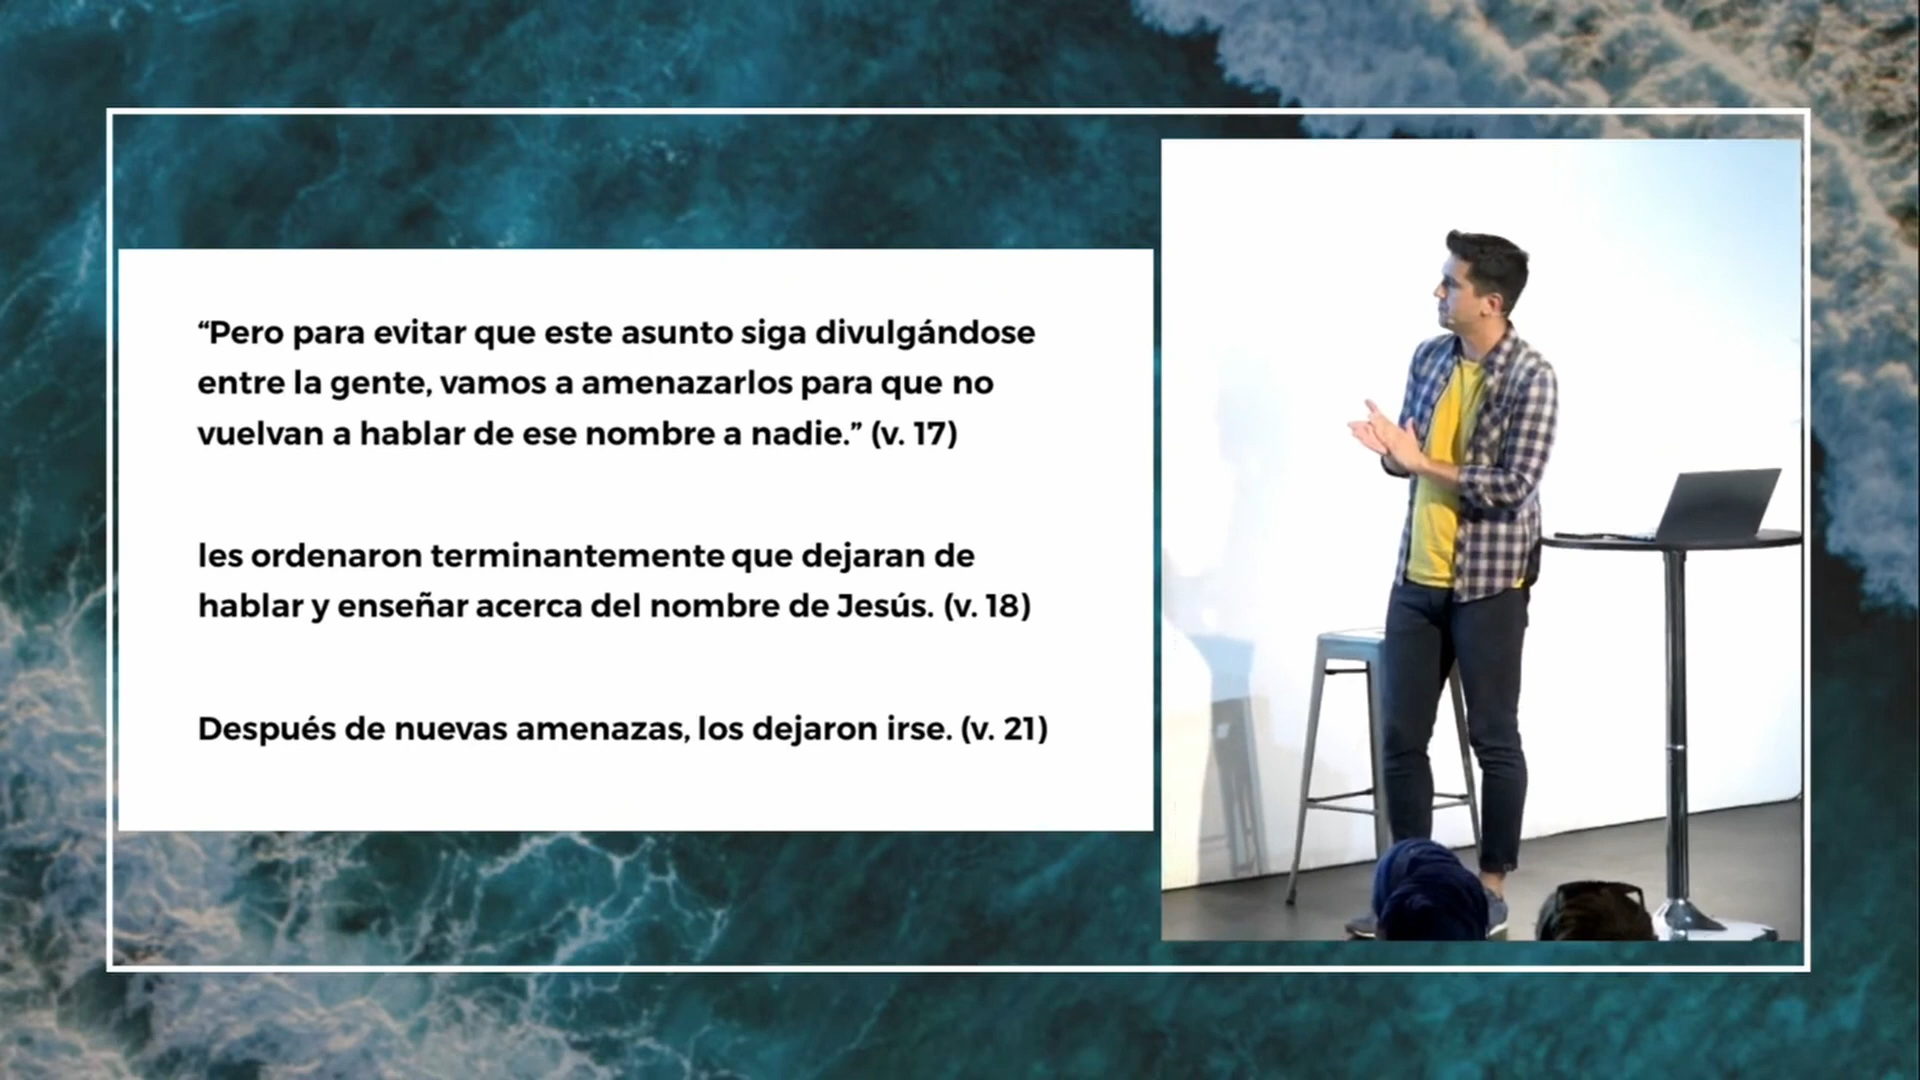 “Pero para evitar que este asunto siga divulgándose
entre la gente, vamos a amenazarlos para que no
vuelvan a hablar de ese nombre a nadie.” (v. 17)
les ordenaron terminantemente que dejaran de
hablar y enseñar acerca del nombre de Jesús. (v. 18)
Después de nuevas amenazas, los dejaron irse. (v. 21)